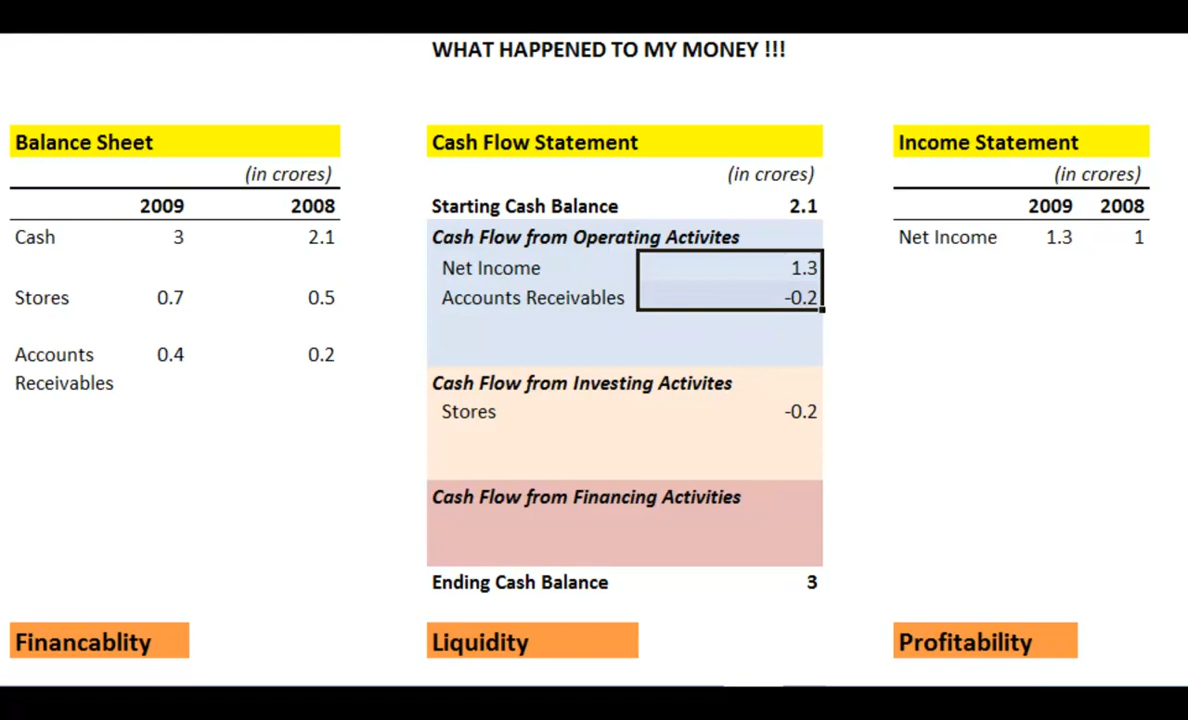 WHAT HAPPENED TO MY MONEY !!!
Balance Sheet
(in crores)
2009 2008
Cash 3 2.1
Stores 0.7 0.5
Accounts 0.4 0.2
Receivables
Cash Flow Statement
(in crores)
Starting Cash Balance 2.1
Cash Flow from Operating Activites
Net Income 1.3
Accounts Receivables -0.2
Cash Flow from Investing Activites
Stores -0.2
Cash Flow from Financing Activities
Ending Cash Balance 3
Income Statement
(in crores)
2009 2008
Net Income 1.3 1
Financablity
Liquidity
Profitability